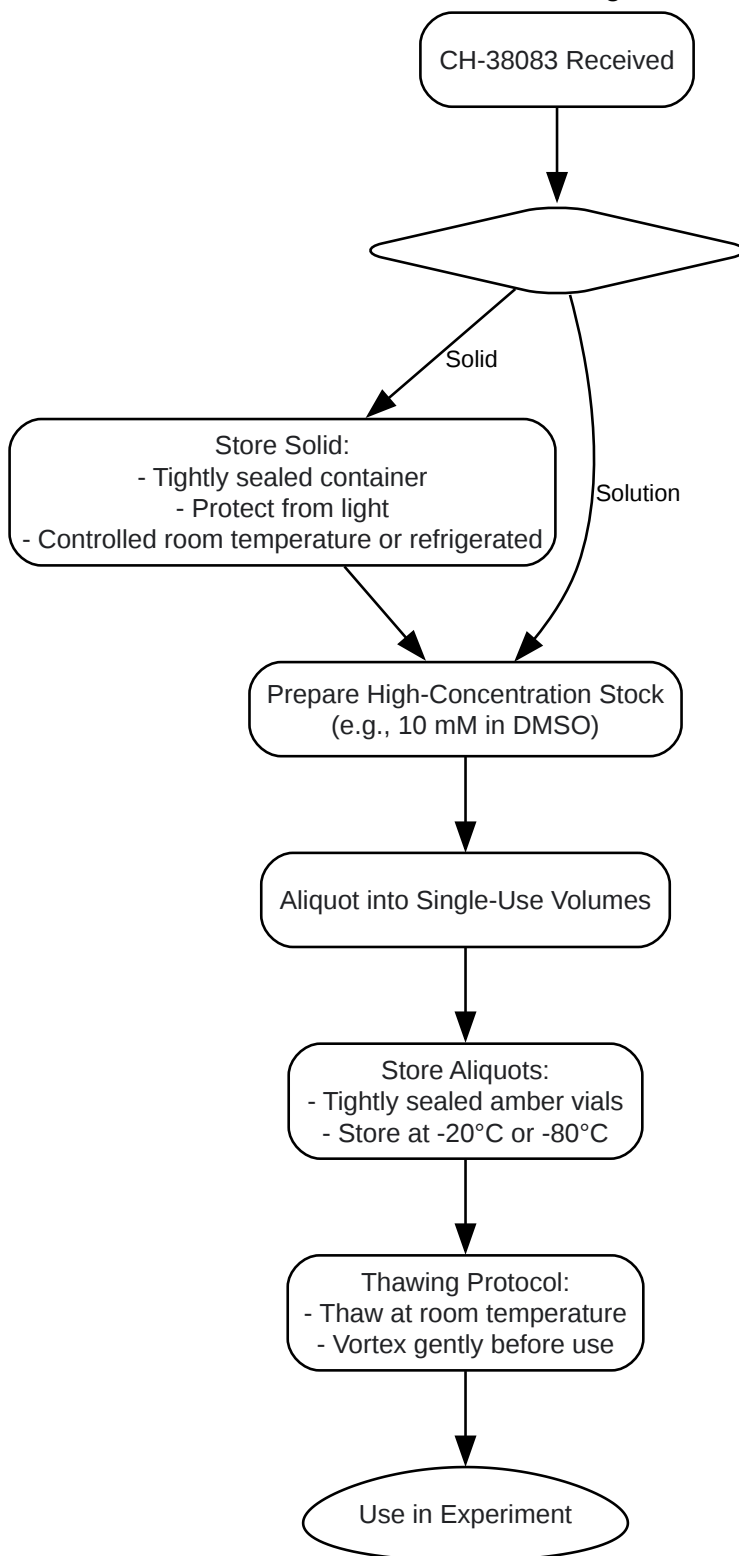 CH-38083 Received
Solid
Store Solid:
- Tightly sealed container
- Protect from light
- Controlled room temperature or refrigerated
Solution
Prepare High-Concentration Stock
(e.g., 10 mM in DMSO)
Aliquot into Single-Use Volumes
Store Aliquots:
- Tightly sealed amber vials
- Store at -20°C or -80°C
Thawing Protocol:
- Thaw at room temperature
- Vortex gently before use
Use in Experiment